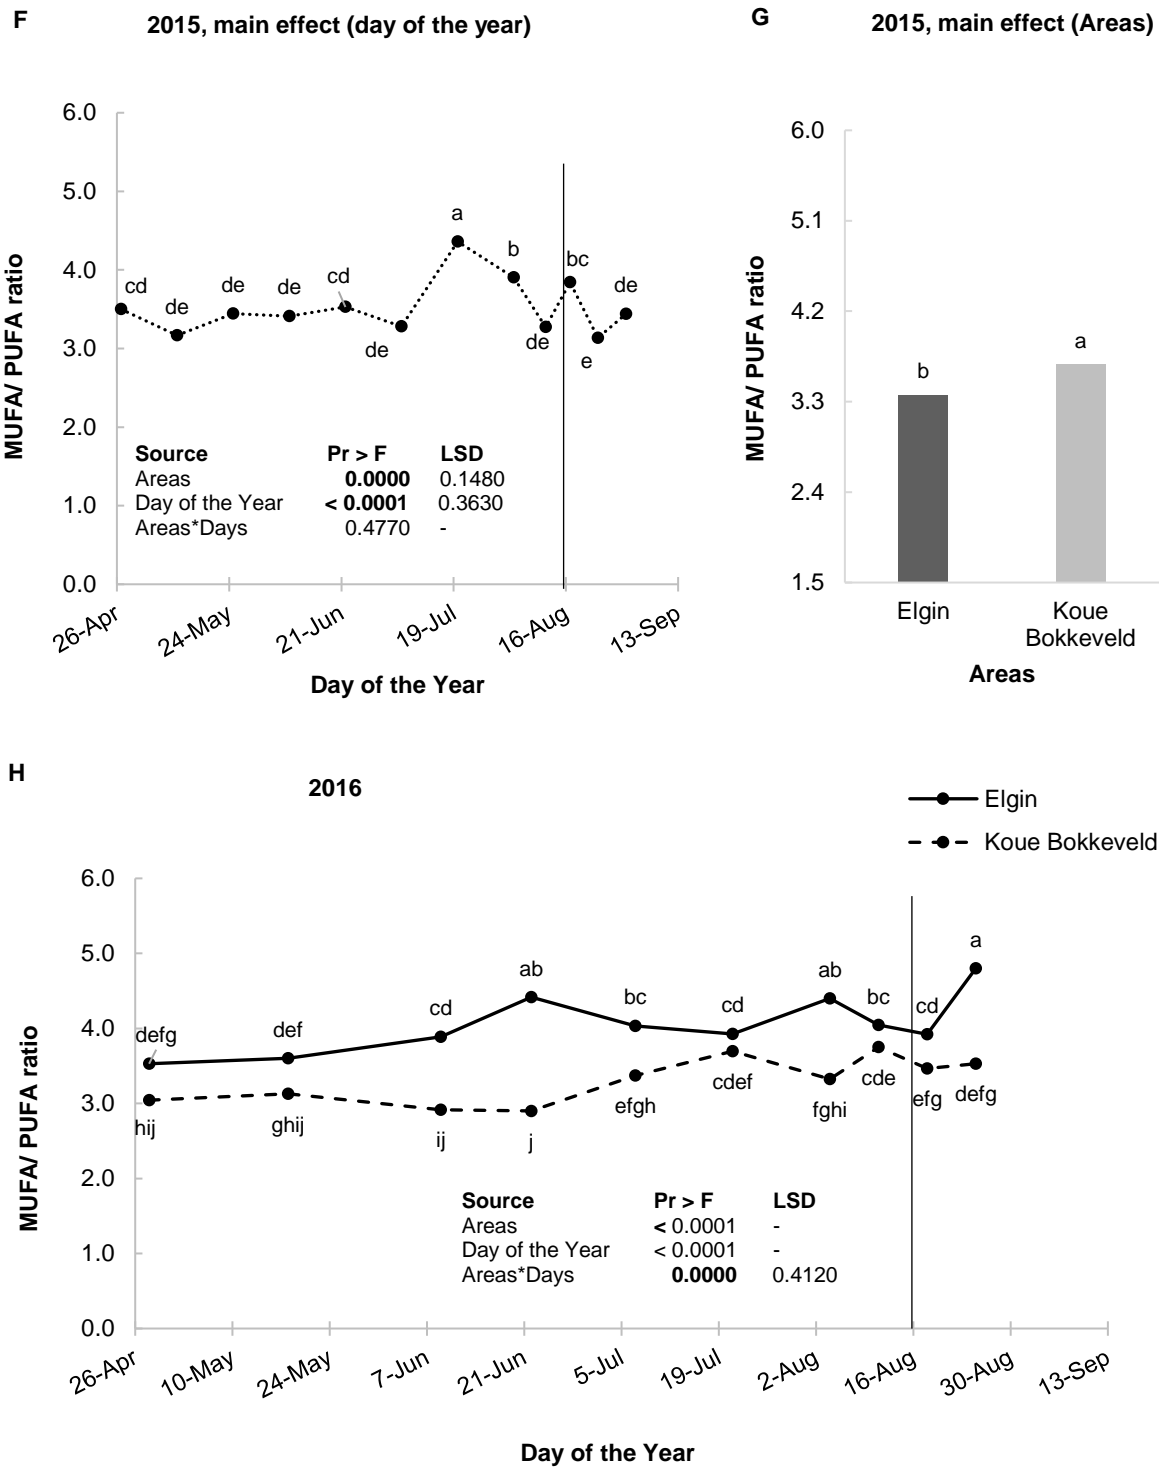 F
2015, main effect (day of the year)
MUFA/ PUFA ratio
6.0
5.0
4.0
3.0
2.0
1.0
0.0
cd
de
de
de
cd
de
a
b
de
bc
e
de
Source Pr > F LSD
Areas 0.0000 0.1480
Day of the Year < 0.0001 0.3630
Areas*Days 0.4770 -
26-Apr 24-May 21-Jun 19-Jul 16-Aug 13-Sep
Day of the Year
G
2015, main effect (Areas)
MUFA/ PUFA ratio
6.0
5.1
4.2
3.3
2.4
1.5
b
a
Elgin
Koue
Bokkeveld
Areas
H
2016
Elgin
Koue Bokkeveld
MUFA/ PUFA ratio
6.0
5.0
4.0
3.0
2.0
1.0
0.0
defg
def
cd
ab
bc
cd
ab
bc
cd
a
hij
ghij
ij
j
efgh
cdef
fghi
cde
efg
defg
Source Pr > F LSD
Areas < 0.0001 -
Day of the Year < 0.0001 -
Areas*Days 0.0000 0.4120
26-Apr 10-May 24-May 7-Jun 21-Jun 5-Jul 19-Jul 2-Aug 16-Aug 30-Aug 13-Sep
Day of the Year